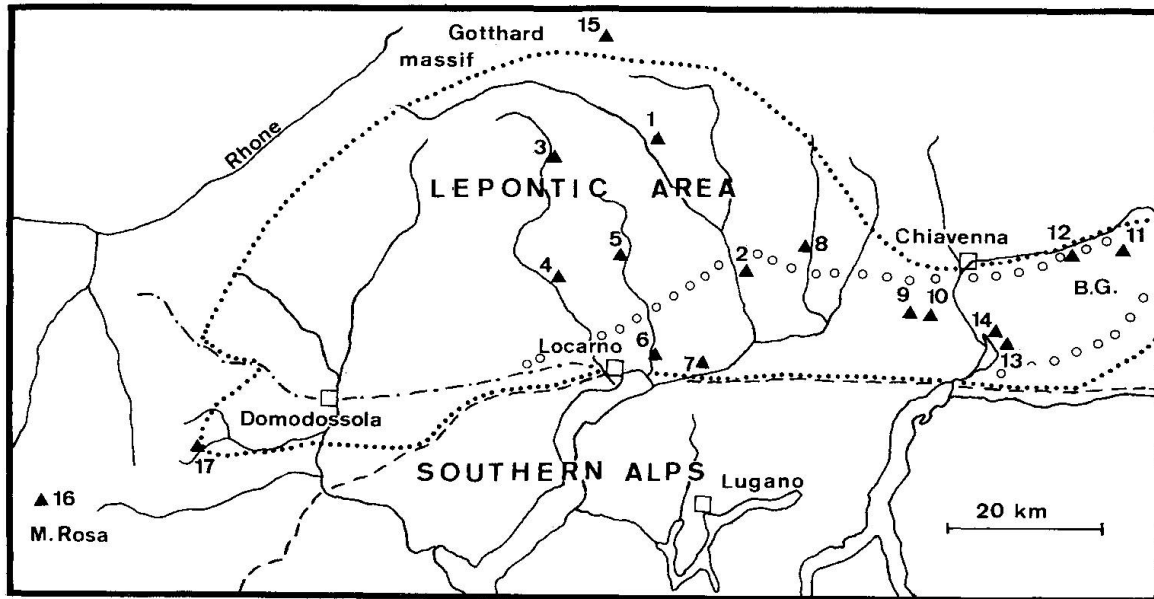 15
Gotthard
massif
Rhone
1
3
LEPONTIC AREA
5
8
Chiavenna
12
11
4
2
B.G.
9
10
Locarno
6
7
14
13
Domodossola
17
SOUTHERN ALPS
Lugano
20 km
16
M. Rosa